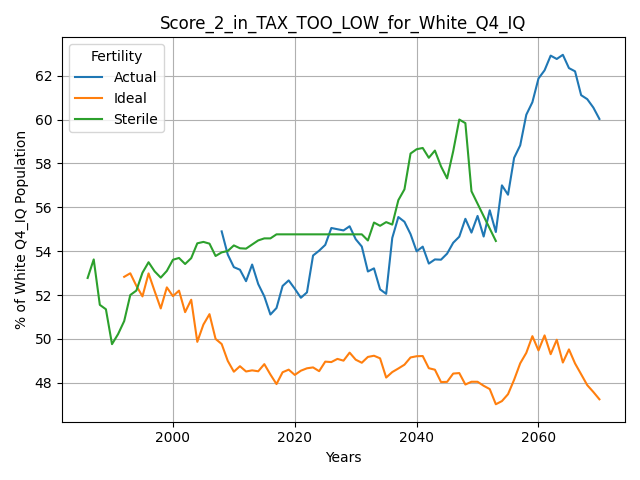 Score_2_in_TAX_TOO_LOW_for_White_Q4_IQ
% of White Q4_IQ Population
Fertility
Actual
Ideal
Sterile
62
60
58
56
54
52
50
48
2000
2020
2040
2060
Years